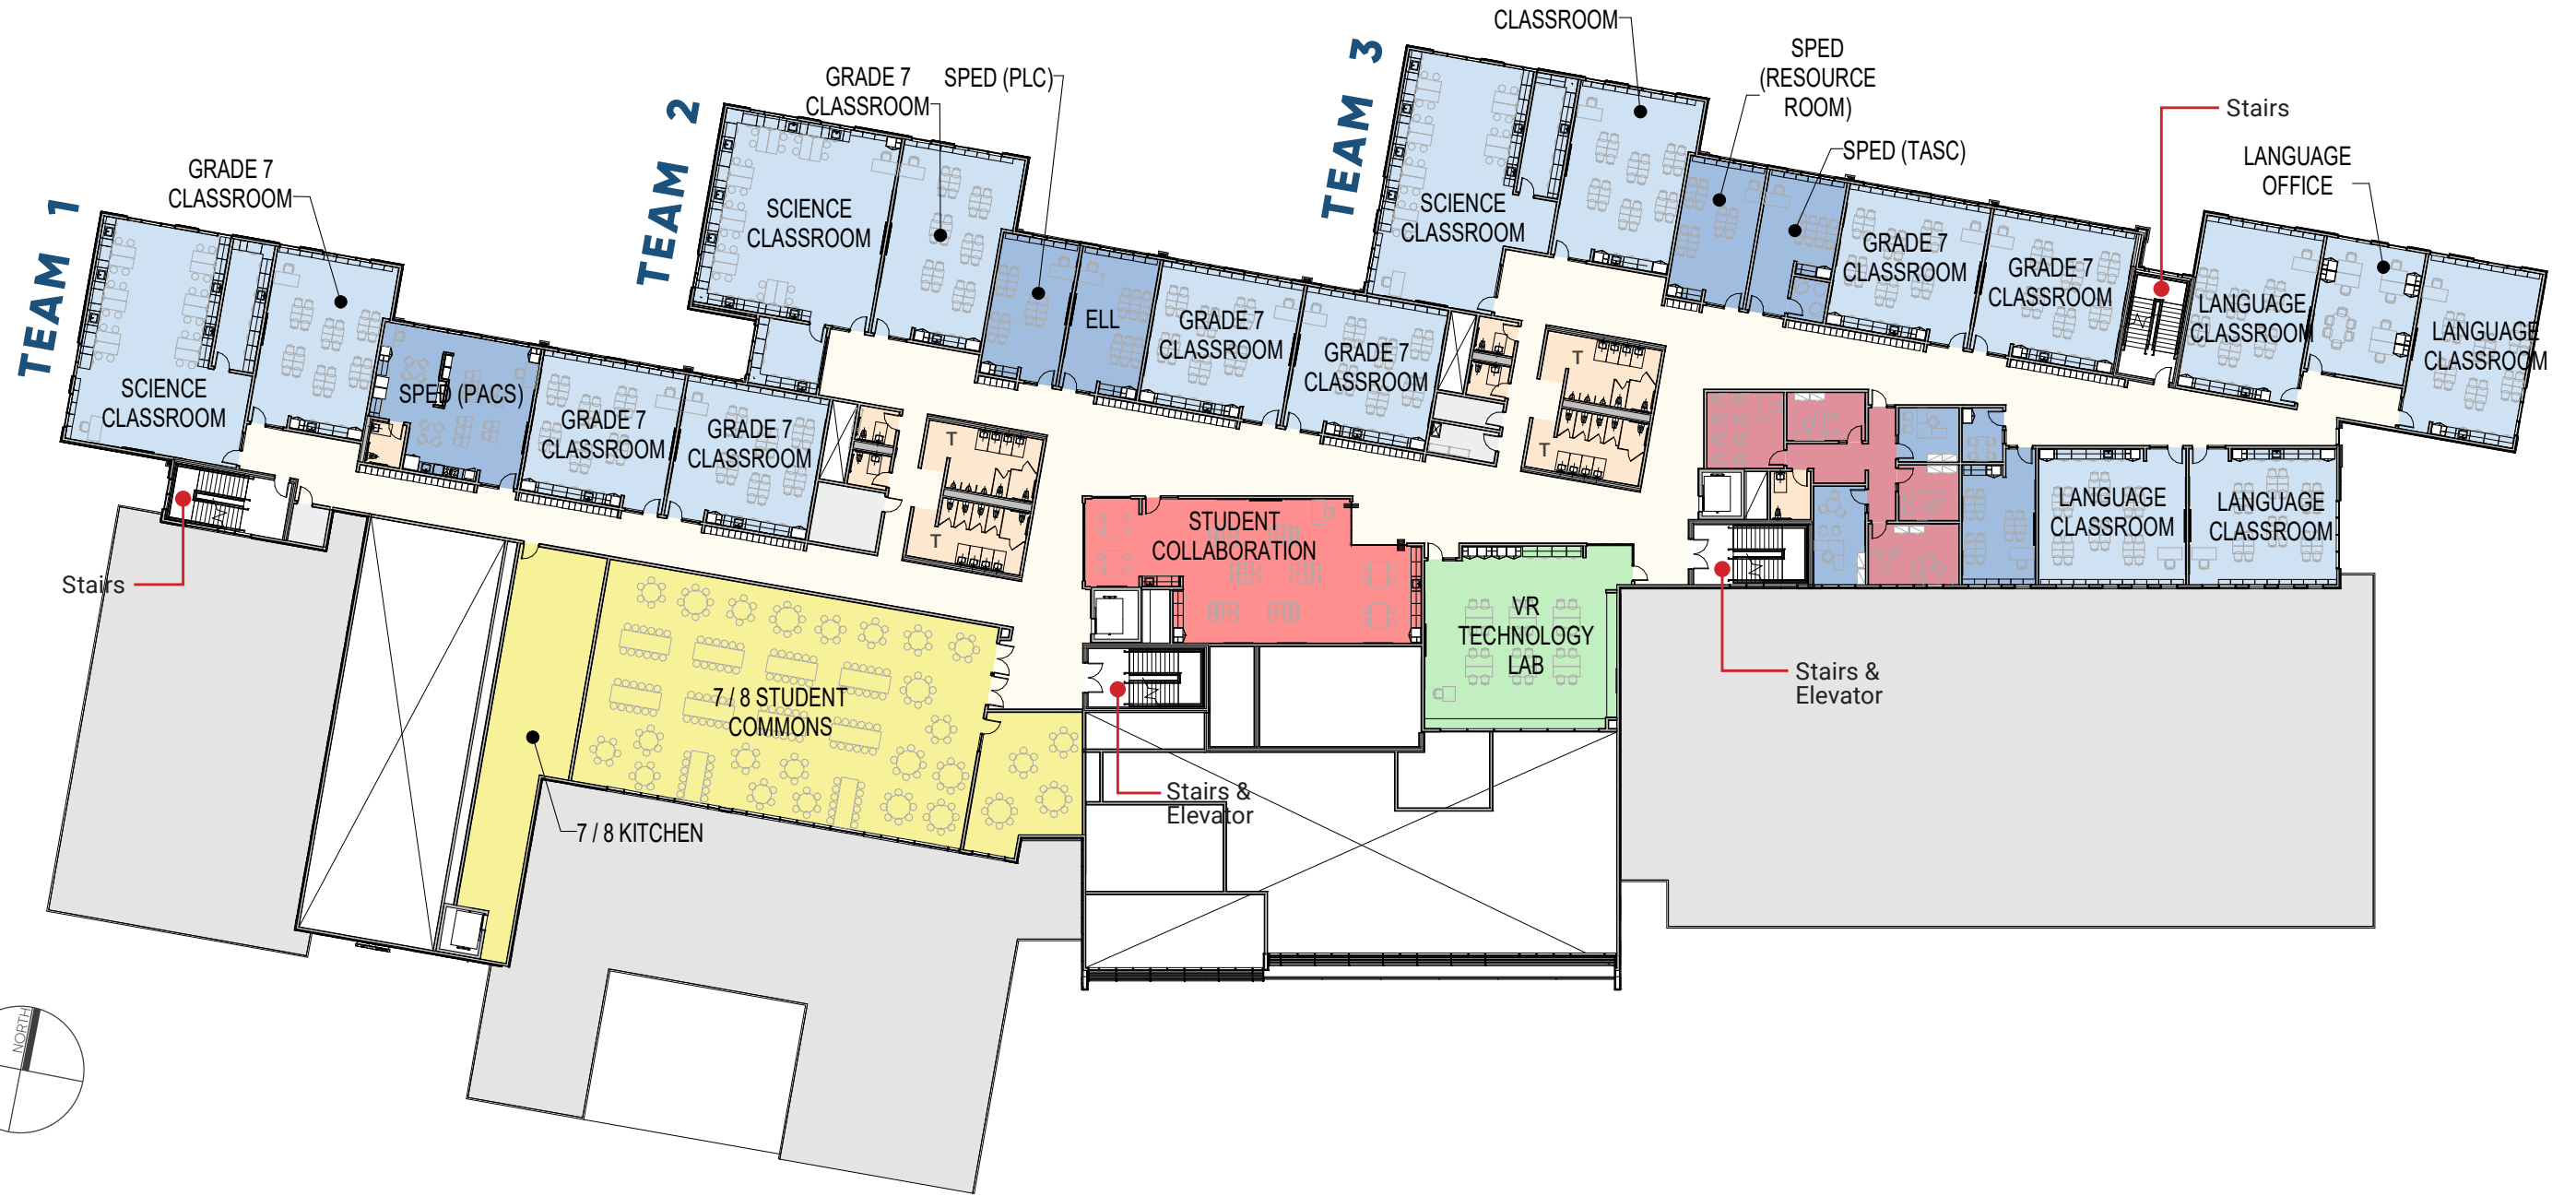 CLASSROOM
SPED
(RESOURCE
ROOM)
TEAM 3
GRADE 7
CLASSROOM
SPED (PLC)
TEAM 2
Stairs
SPED (TASC)
LANGUAGE
OFFICE
GRADE 7
CLASSROOM
TEAM 1
SCIENCE
CLASSROOM
SCIENCE
CLASSROOM
GRADE 7
CLASSROOM
GRADE 7
CLASSROOM
LANGUAGE
CLASSROOM
LANGUAGE
CLASSROOM
ELL
GRADE 7
CLASSROOM
GRADE 7
CLASSROOM
T
T
SCIENCE
CLASSROOM
SPED (PACS)
GRADE 7
CLASSROOM
GRADE 7
CLASSROOM
T
T
STUDENT
COLLABORATION
LANGUAGE
CLASSROOM
LANGUAGE
CLASSROOM
Stairs
VR
TECHNOLOGY
LAB
Stairs &
Elevator
7 / 8 STUDENT
COMMONS
Stairs &
Elevator
7 / 8 KITCHEN
NORTH